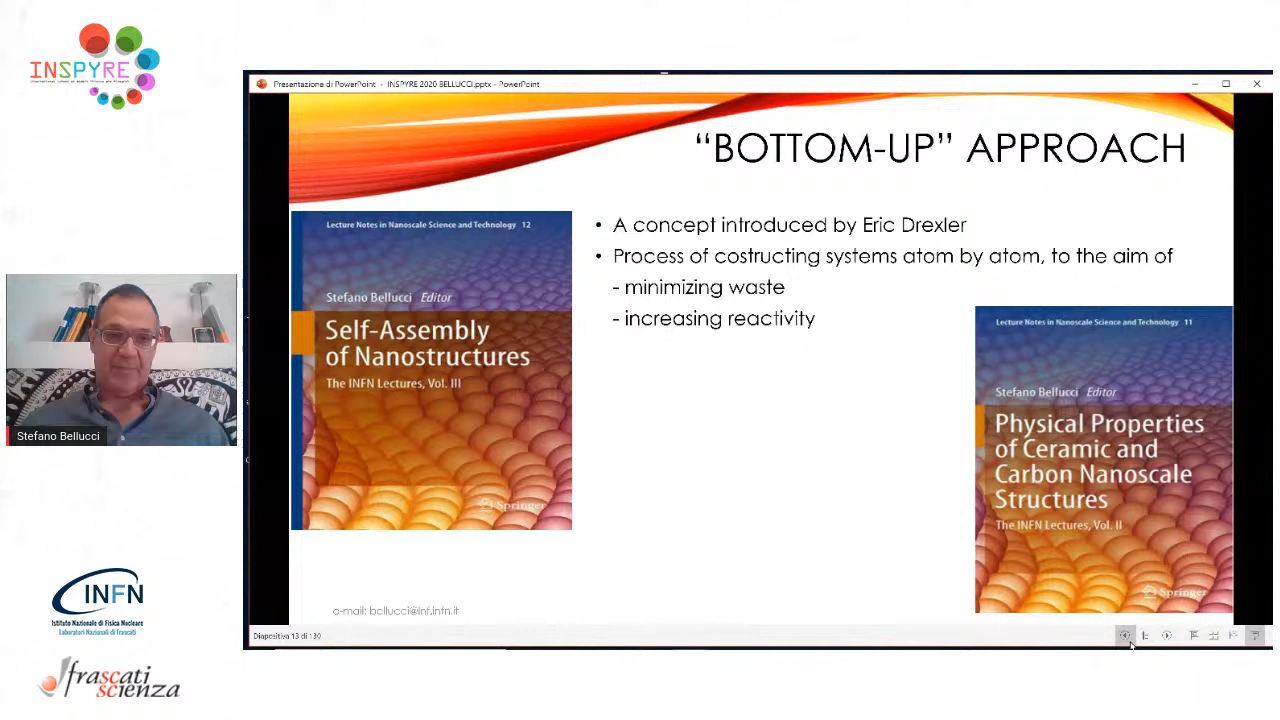 INSPYRE
Presentazione di PowerPoint - INSPYRE 2020 BELLUCCI.pptx - PowerPoint
“BOTTOM-UP” APPROACH
Lecture Notes in Nanoscale Science and Technology 12
Stefano Bellucci Editor
Self-Assembly
of Nanostructures
The INFN Lectures, Vol. III
Springer
• A concept introduced by Eric Drexler
• Process of costructing systems atom by atom, to the aim of
- minimizing waste
- increasing reactivity
Lecture Notes in Nanoscale Science and Technology 11
Stefano Bellucci Editor
Physical Properties
of Ceramic and
Carbon Nanoscale
Structures
The INFN Lectures, Vol. II
Springer
Stefano Bellucci
e-mail: bellucci@lnf.infn.it
Diapositiva 13 di 130
INFN
Istituto Nazionale di Fisica Nucleare
Laboratori Nazionali di Frascati
frascati
scienza